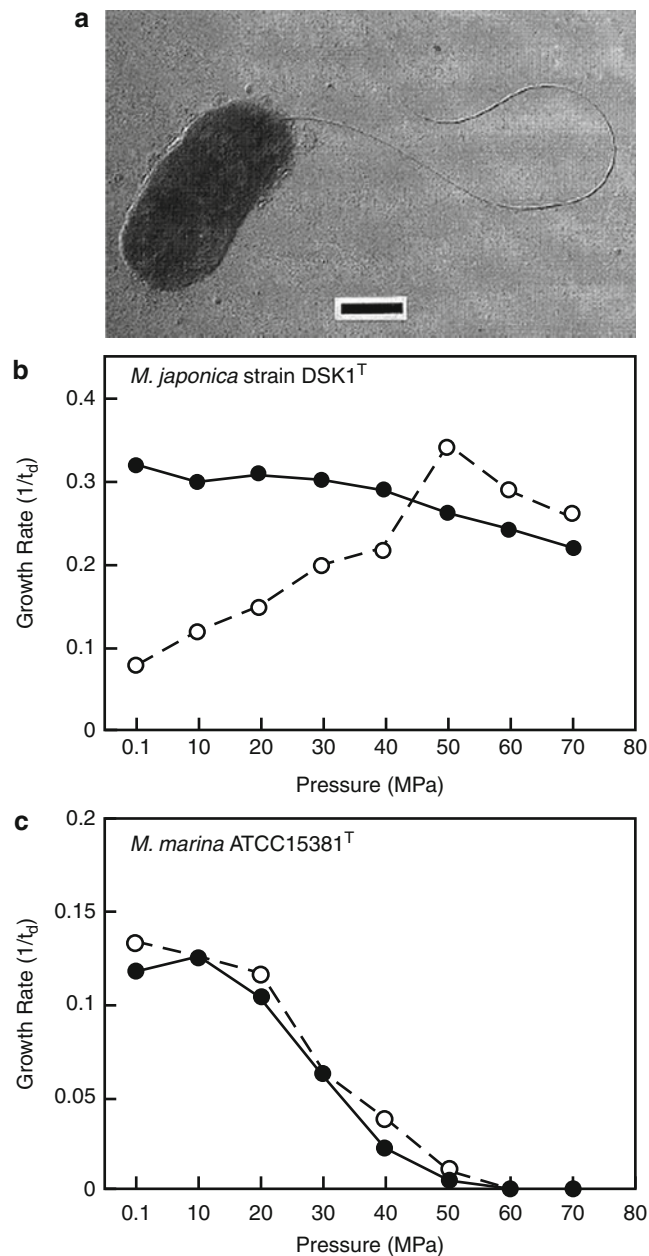 a
b
M. japonica strain DSK1T
0.4
0.3
0.2
0.1
0
Growth Rate (1/td)
0.1 10 20 30 40 50 60 70 80
Pressure (MPa)
c
M. marina ATCC15381T
0.2
0.15
0.1
0.05
0
Growth Rate (1/td)
0.1 10 20 30 40 50 60 70 80
Pressure (MPa)